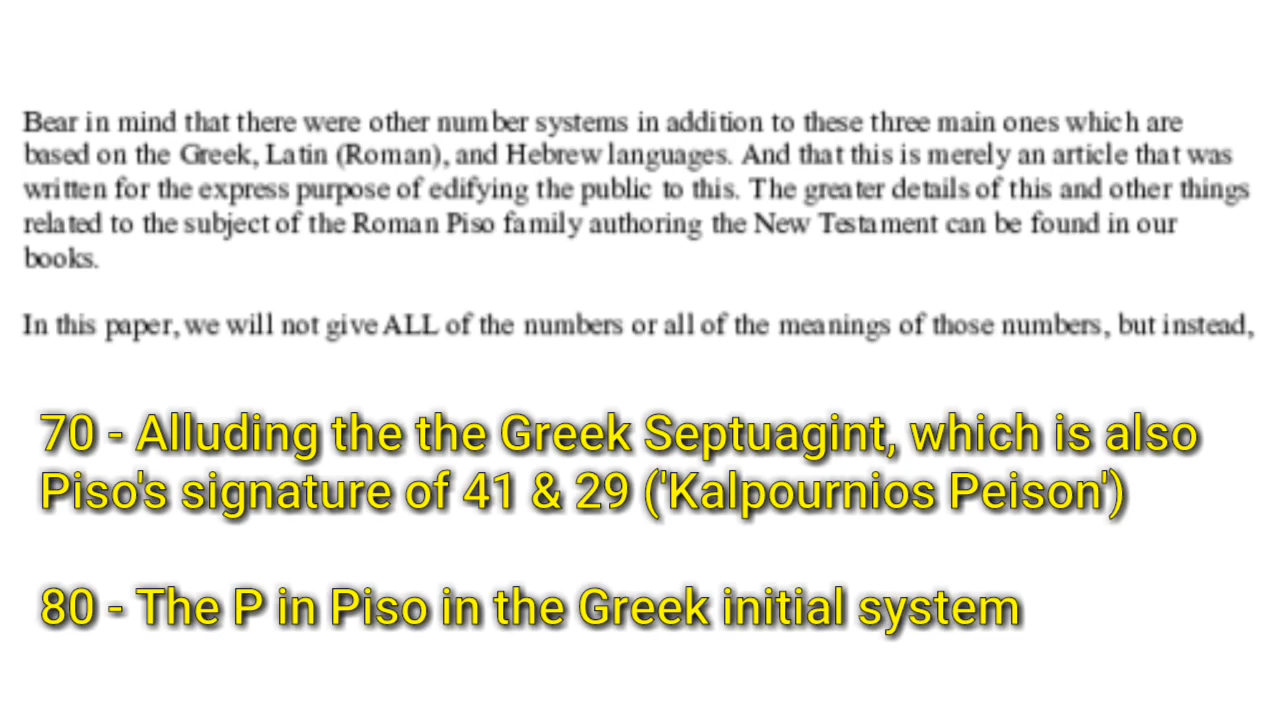 Bear in mind that there were other number systems in addition to these three main ones which are
based on the Greek, Latin (Roman), and Hebrew languages. And that this is merely an article that was
written for the express purpose of edifying the public to this. The greater details of this and other things
related to the subject of the Roman Piso family authoring the New Testament can be found in our
books.
In this paper, we will not give ALL of the numbers or all of the meanings of those numbers, but instead,
70 - Alluding the the Greek Septuagint, which is also
Piso's signature of 41 & 29 ('Kalpournios Peison')
80 - The P in Piso in the Greek initial system